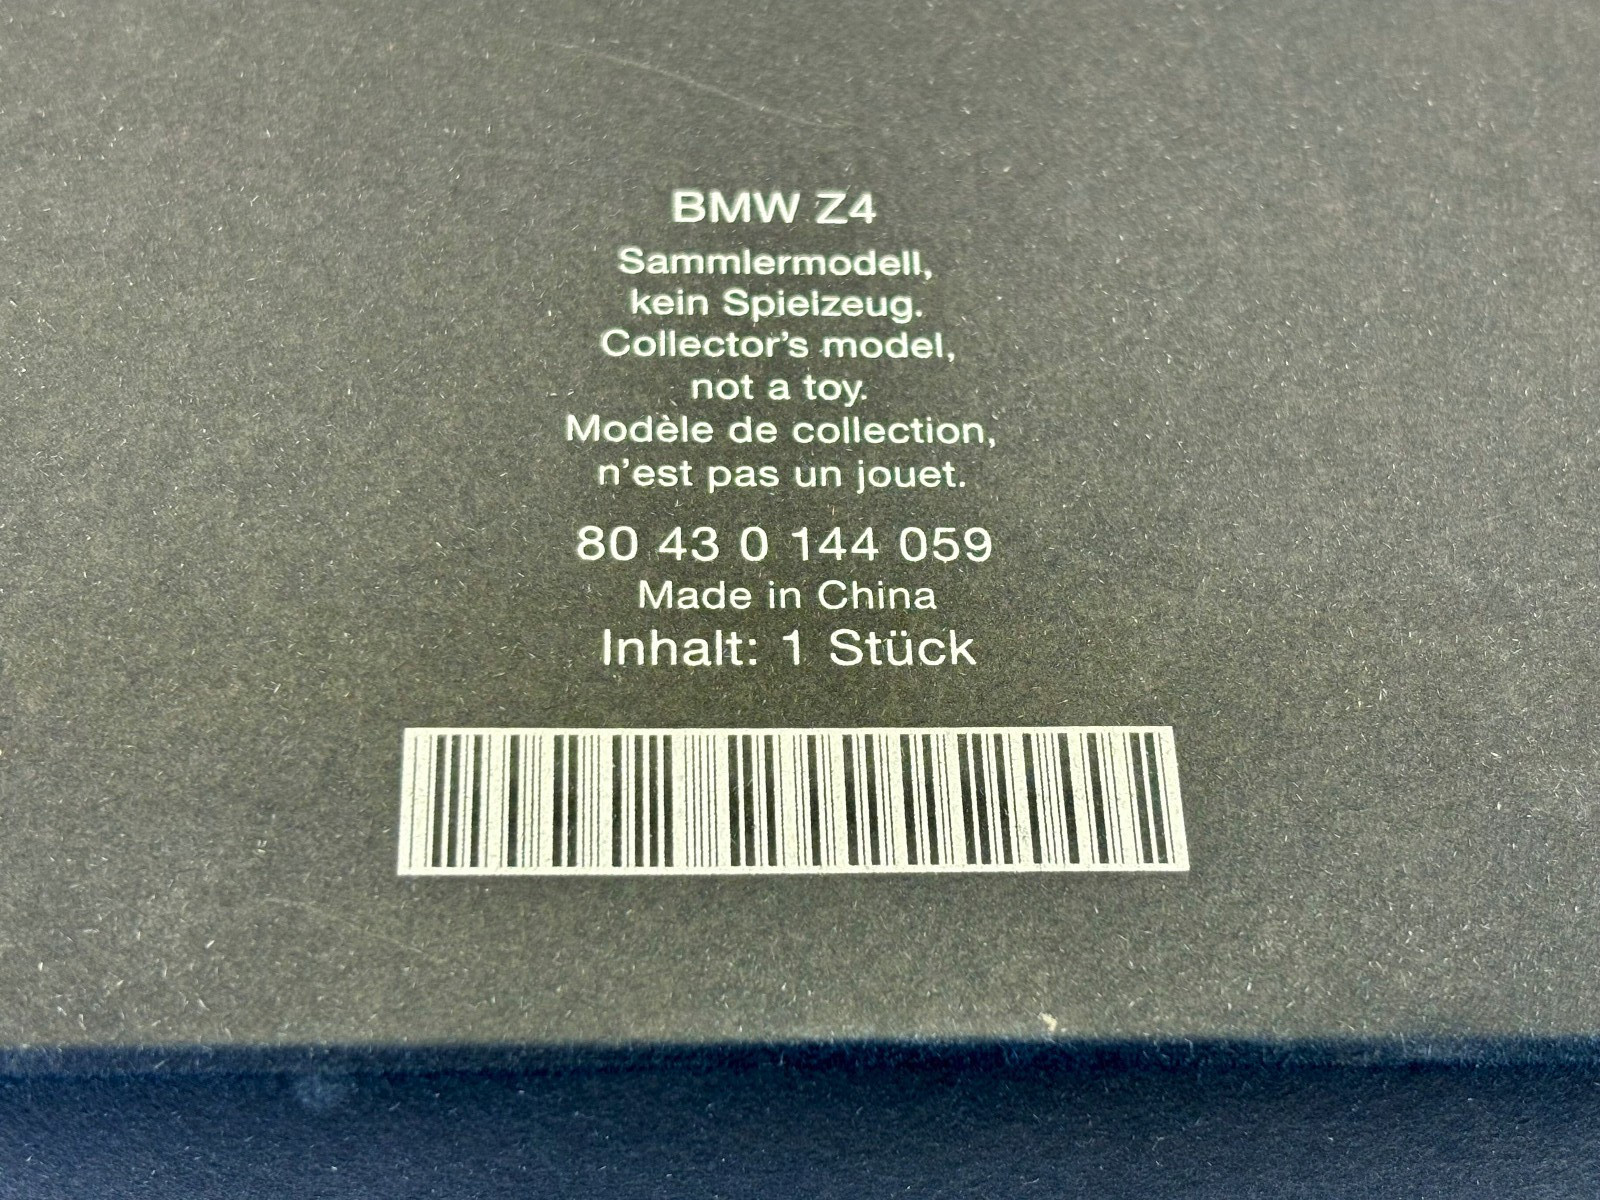 BMW Z4
Sammlermodell,
kein Spielzeug.
Collector's model,
not a toy.
Modèle de collection,
n'est pas un jouet.
80 43 0 144 059
Made in China
Inhalt: 1 Stück